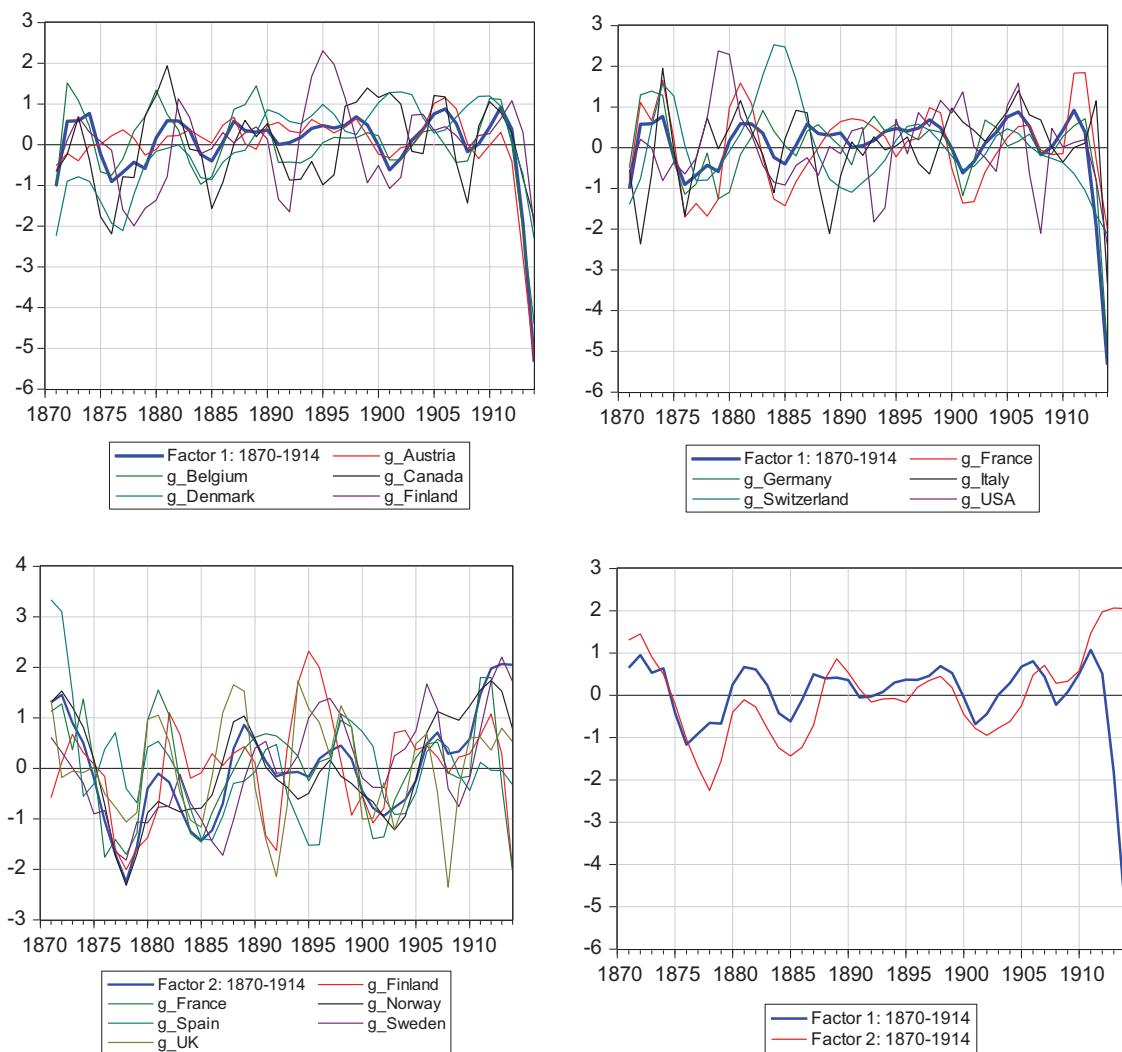 3
2
1
0
-1
-2
-3
-4
-5
-6
1870 1875 1880 1885 1890 1895 1900 1905 1910
Factor 1: 1870-1914 g_Austria
g_Belgium g_Canada
g_Denmark g_Finland
3
2
1
0
-1
-2
-3
-4
-5
-6
1870 1875 1880 1885 1890 1895 1900 1905 1910
Factor 1: 1870-1914 g_France
g_Germany g_Italy
g_Switzerland g_USA
4
3
2
1
0
-1
-2
-3
1870 1875 1880 1885 1890 1895 1900 1905 1910
Factor 2: 1870-1914 g_Finland
g_France g_Norway
g_Spain g_Sweden
g_UK
3
2
1
0
-1
-2
-3
-4
-5
-6
1870 1875 1880 1885 1890 1895 1900 1905 1910
Factor 1: 1870-1914
Factor 2: 1870-1914